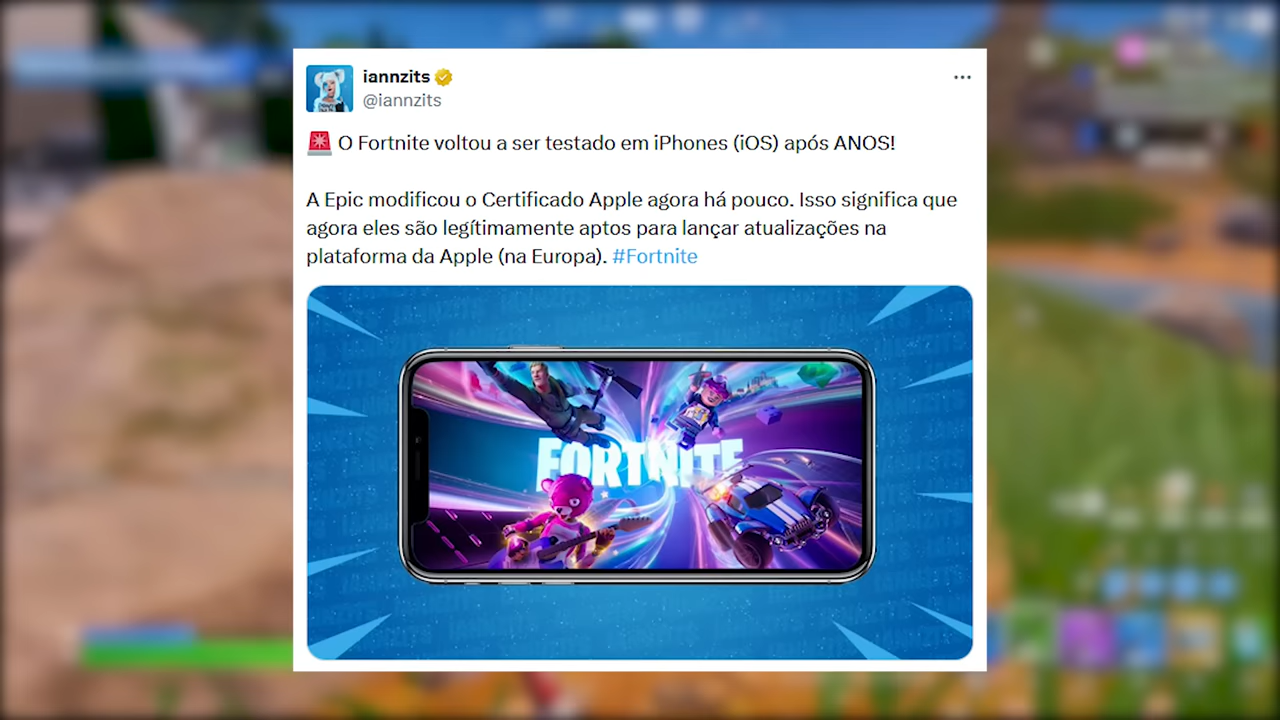 iannzits
@iannzits
🚨 O Fortnite voltou a ser testado em iPhones (iOS) após ANOS!
A Epic modificou o Certificado Apple agora há pouco. Isso significa que
agora eles são legítimamente aptos para lançar atualizações na
plataforma da Apple (na Europa). #Fortnite
FORTNITE